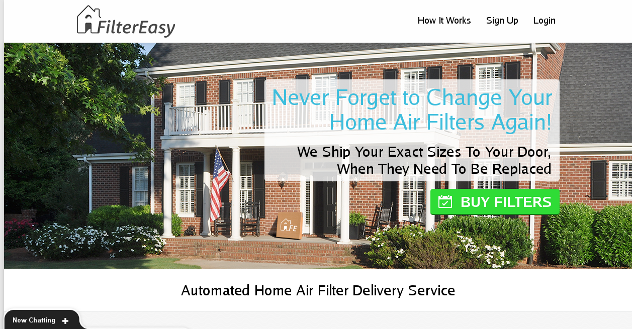 FilterEasy
How It Works
Sign Up
Login
Never Forget to Change Your
Home Air Filters Again!
We Ship Your Exact Sizes To Your Door,
When They Need To Be Replaced
FE
BUY FILTERS
Automated Home Air Filter Delivery Service
Now Chatting +